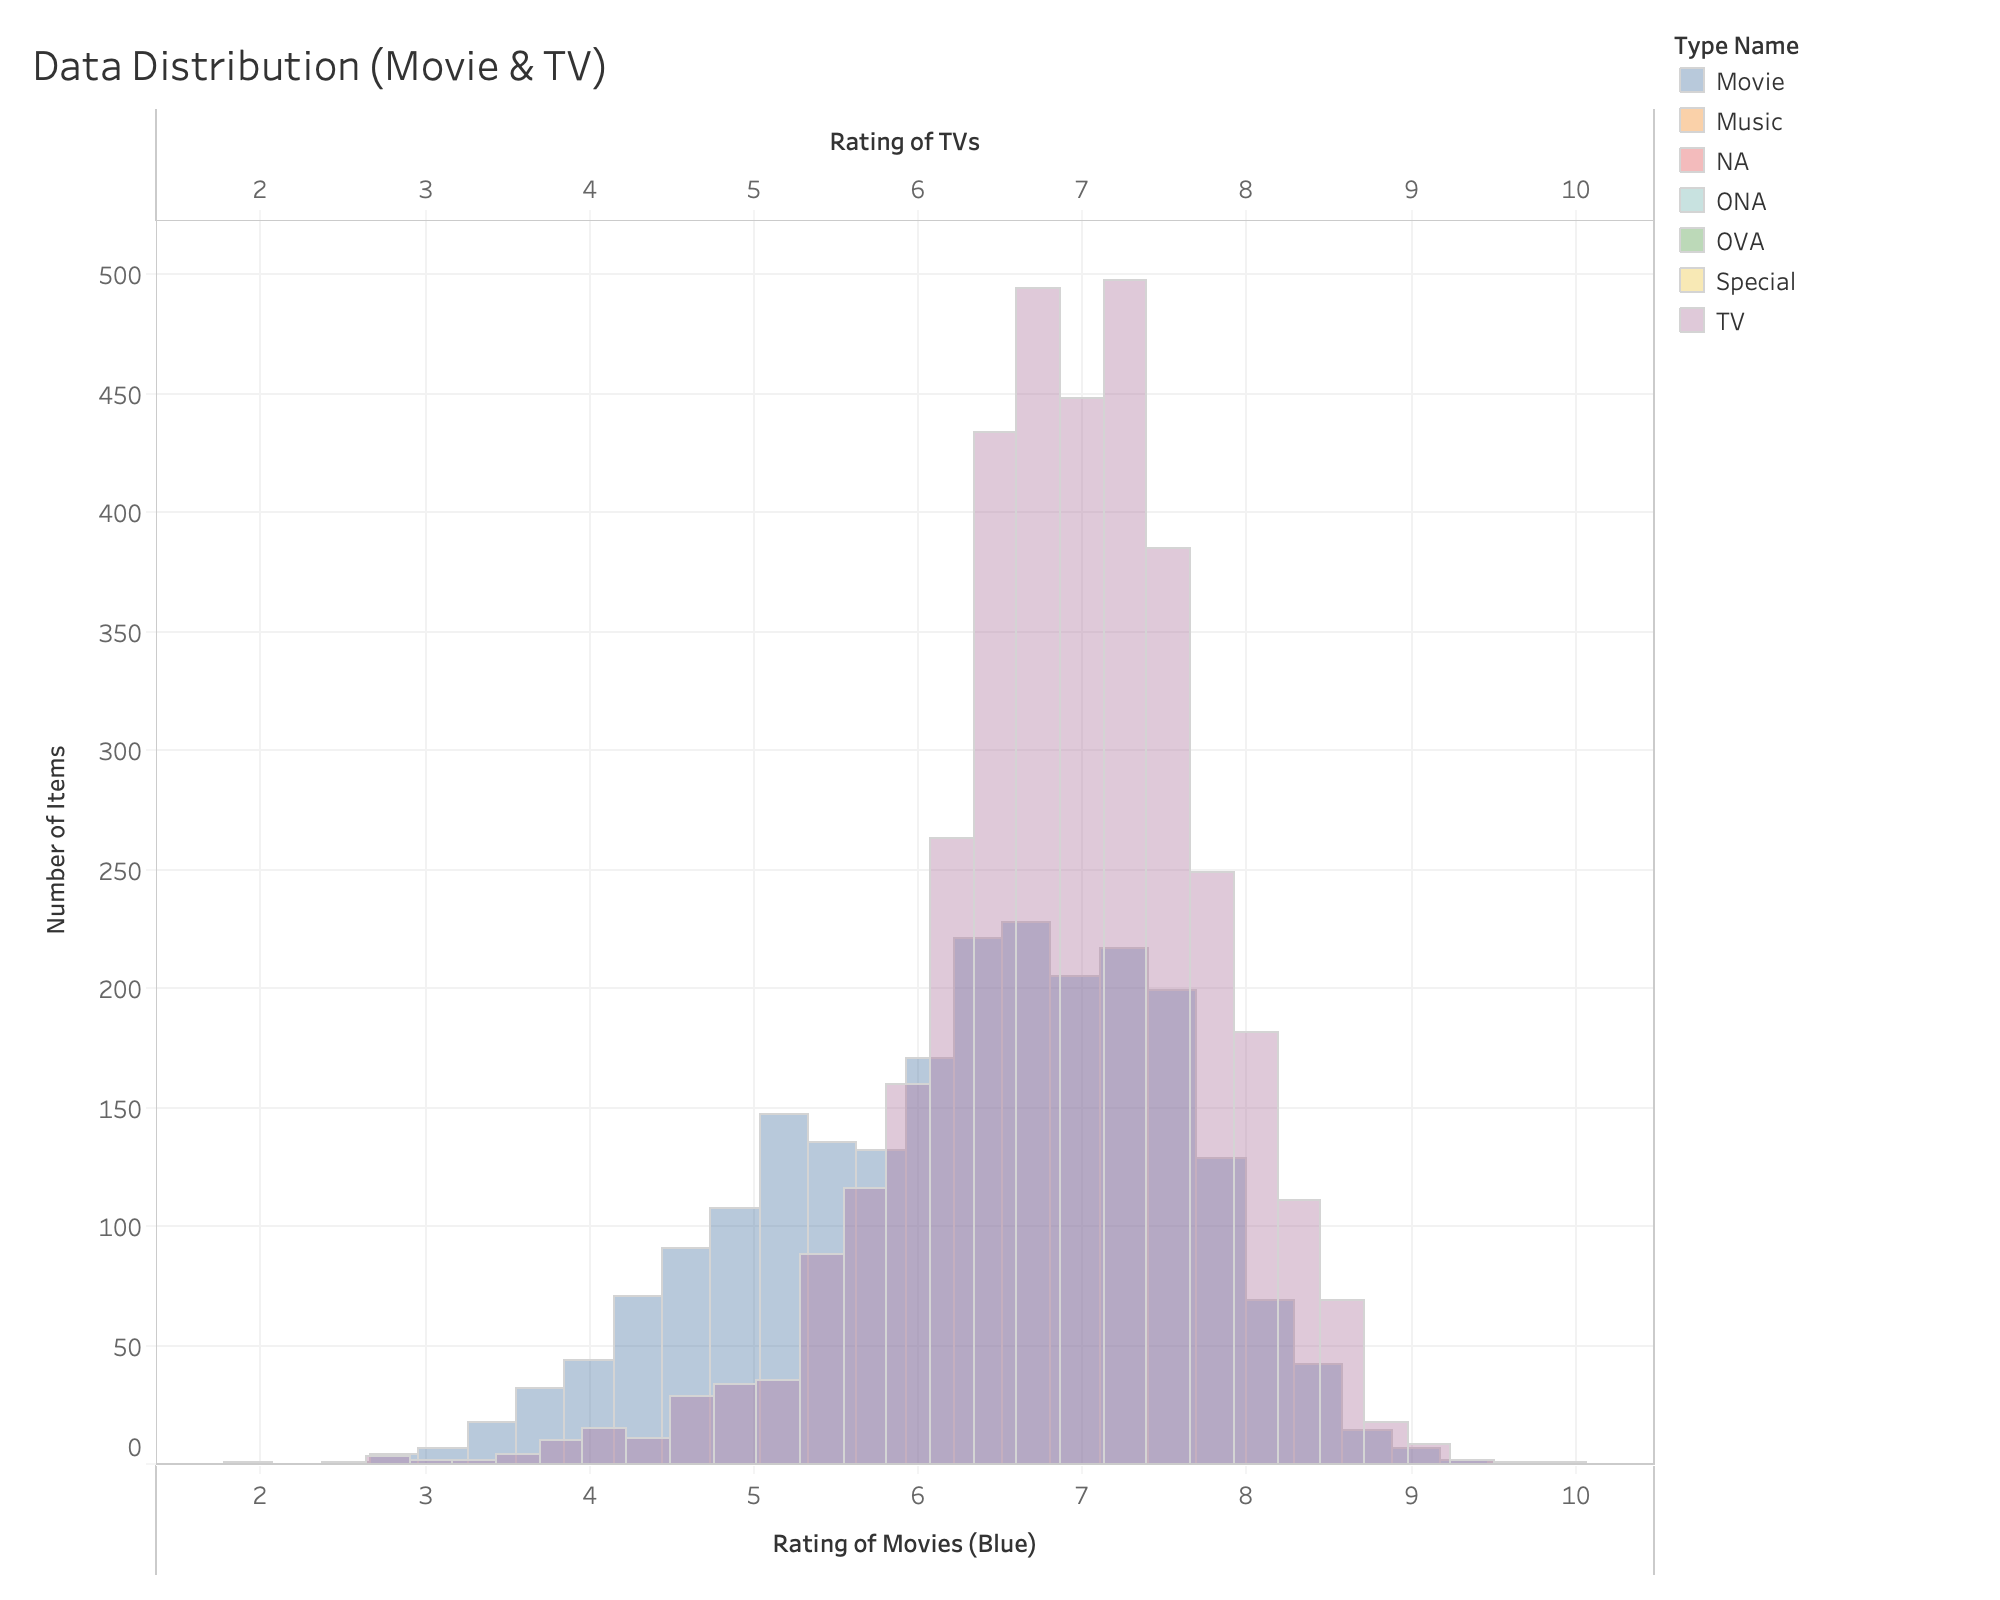 Data Distribution (Movie & TV)
Type Name
Movie
Music
NA
ONA
OVA
Special
TV
Rating of TVs
2 3 4 5 6 7 8 9 10
500
450
400
350
300
250
200
150
100
50
0
Number of Items
2 3 4 5 6 7 8 9 10
Rating of Movies (Blue)